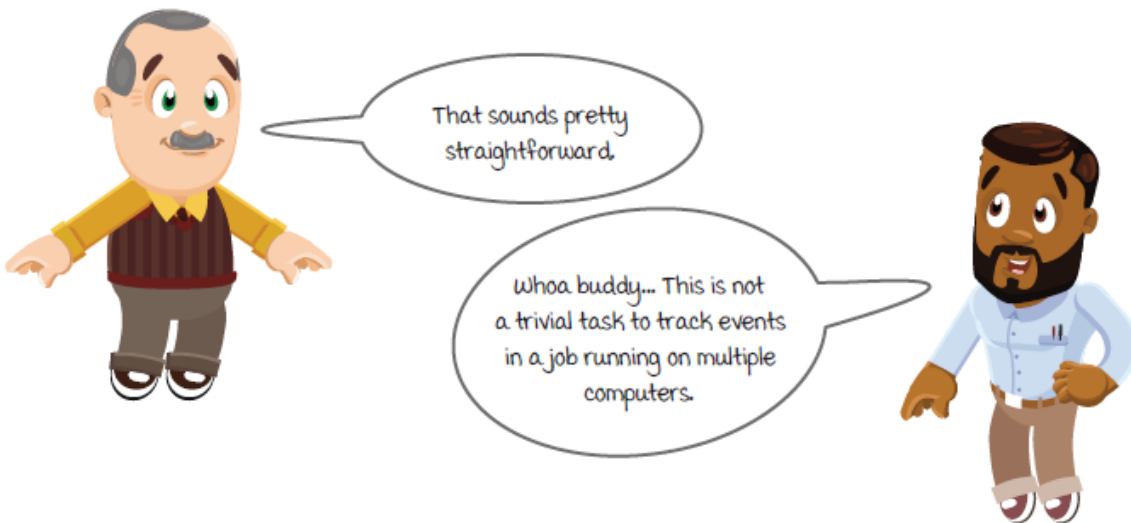 That sounds pretty
straightforward.
Whoa buddy... This is not
a trivial task to track events
in a job running on multiple
computers.